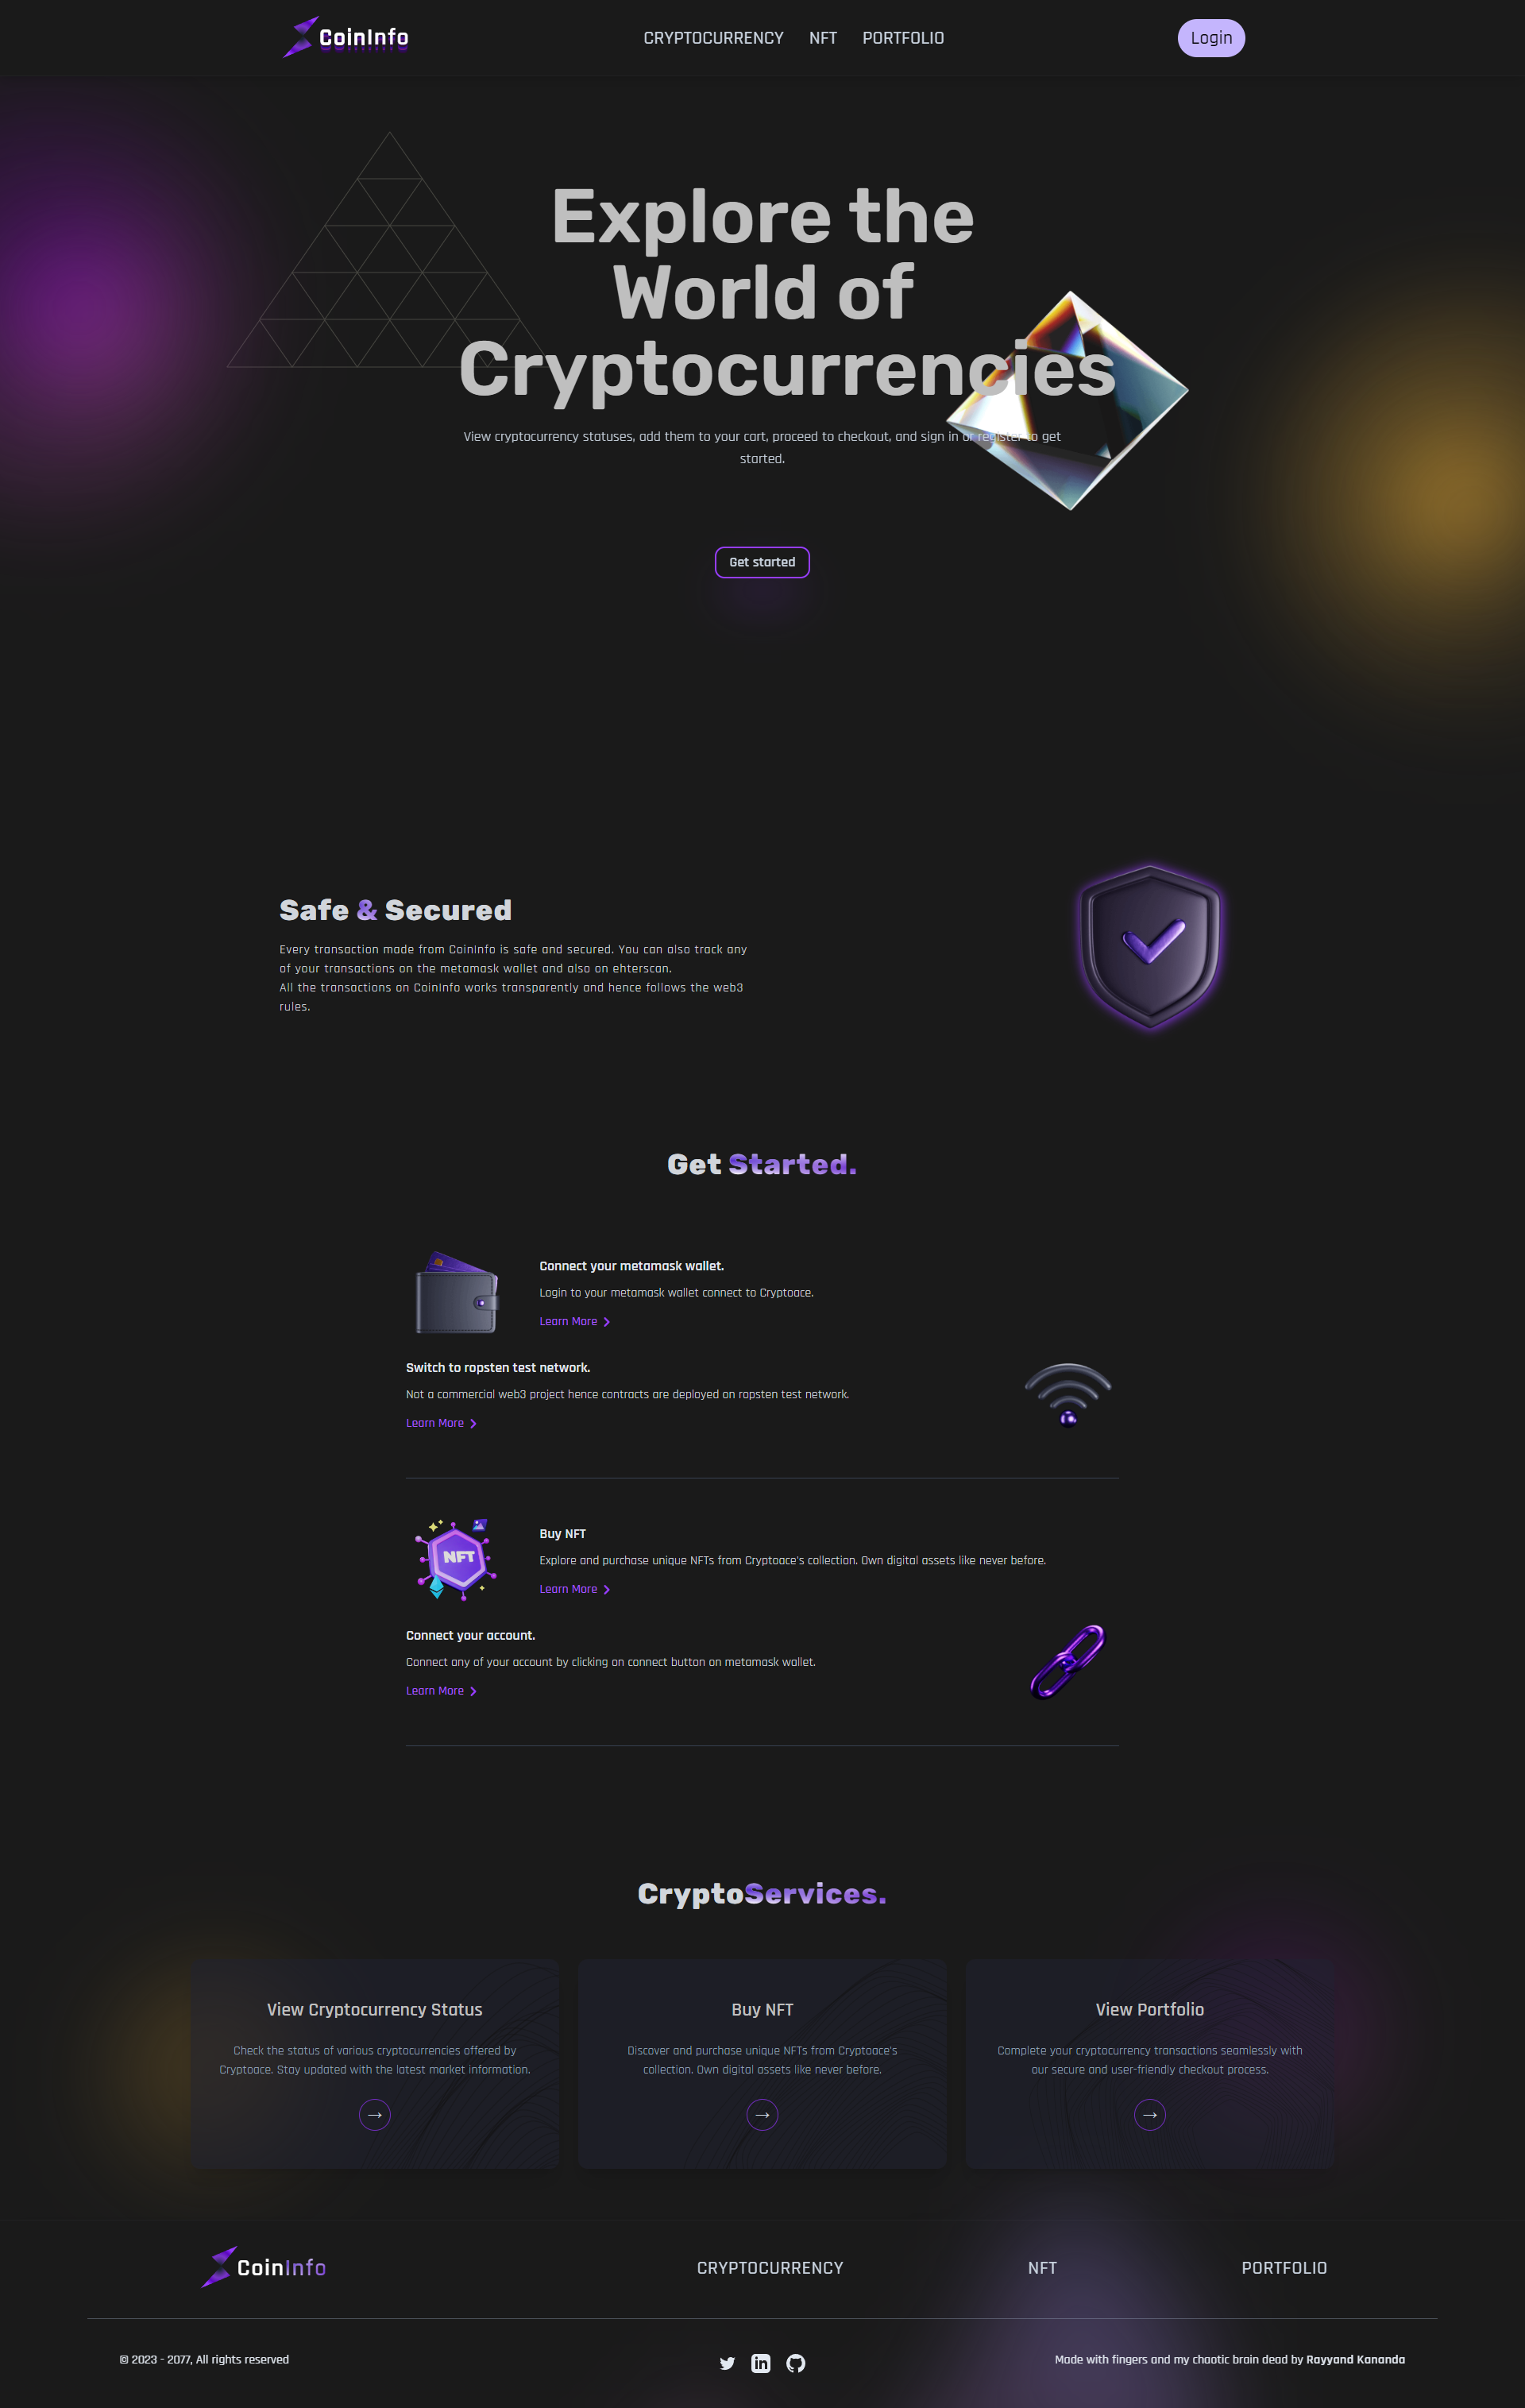 CoinInfo
CRYPTOCURRENCY NFT PORTFOLIO
Login
Explore the
World of
Cryptocurrencies
View cryptocurrency statuses, add them to your cart, proceed to checkout, and sign in or register to get
started.
Get started
Safe & Secured
Every transaction made from CoinInfo is safe and secured. You can also track any
of your transactions on the metamask wallet and also on ehterscan.
All the transactions on CoinInfo works transparently and hence follows the web3
rules.
Get Started.
Connect your metamask wallet.
Login to your metamask wallet connect to Cryptoace.
Learn More
Switch to ropsten test network.
Not a commercial web3 project hence contracts are deployed on ropsten test network.
Learn More
NFT
Buy NFT
Explore and purchase unique NFTs from Cryptoace's collection. Own digital assets like never before.
Learn More
Connect your account.
Connect any of your account by clicking on connect button on metamask wallet.
Learn More
CryptoServices.
View Cryptocurrency Status
Check the status of various cryptocurrencies offered by
Cryptoace. Stay updated with the latest market information.
Buy NFT
Discover and purchase unique NFTs from Cryptoace's
collection. Own digital assets like never before.
View Portfolio
Complete your cryptocurrency transactions seamlessly with
our secure and user-friendly checkout process.
CoinInfo
CRYPTOCURRENCY NFT PORTFOLIO
© 2023 - 2077, All rights reserved
in
Made with fingers and my chaotic brain dead by Rayyand Kananda